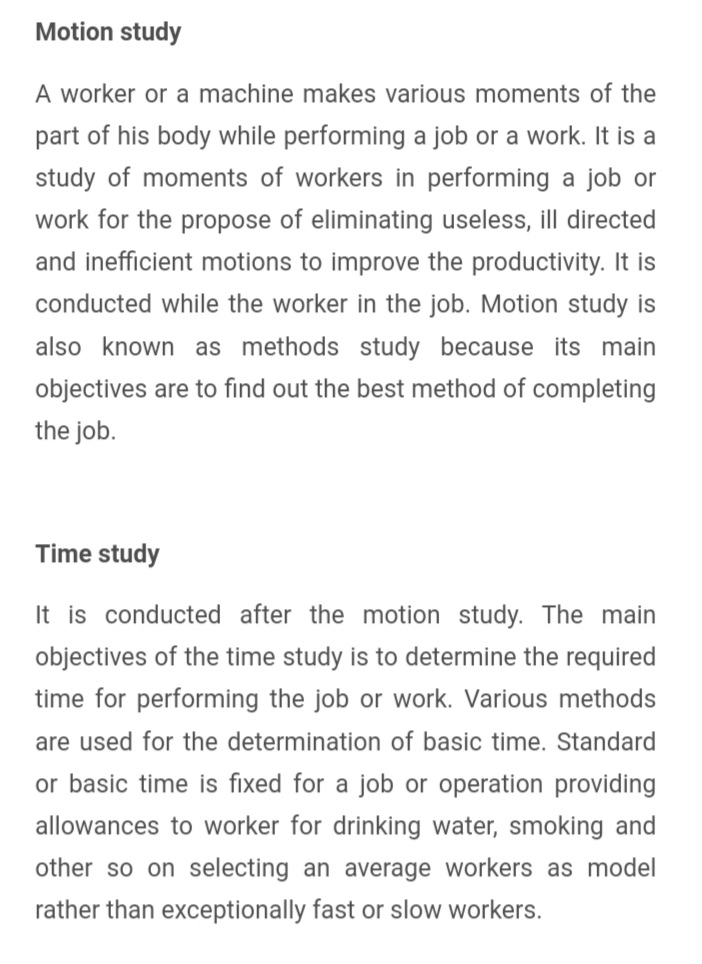 Motion study
A worker or a machine makes various moments of the
part of his body while performing a job or a work. It is a
study of moments of workers in performing a job or
work for the propose of eliminating useless, ill directed
and inefficient motions to improve the productivity. It is
conducted while the worker in the job. Motion study is
also known as methods study because its main
objectives are to find out the best method of completing
the job.
Time study
It is conducted after the motion study. The main
objectives of the time study is to determine the required
time for performing the job or work. Various methods
are used for the determination of basic time. Standard
or basic time is fixed for a job or operation providing
allowances to worker for drinking water, smoking and
other so on selecting an average workers as model
rather than exceptionally fast or slow workers.